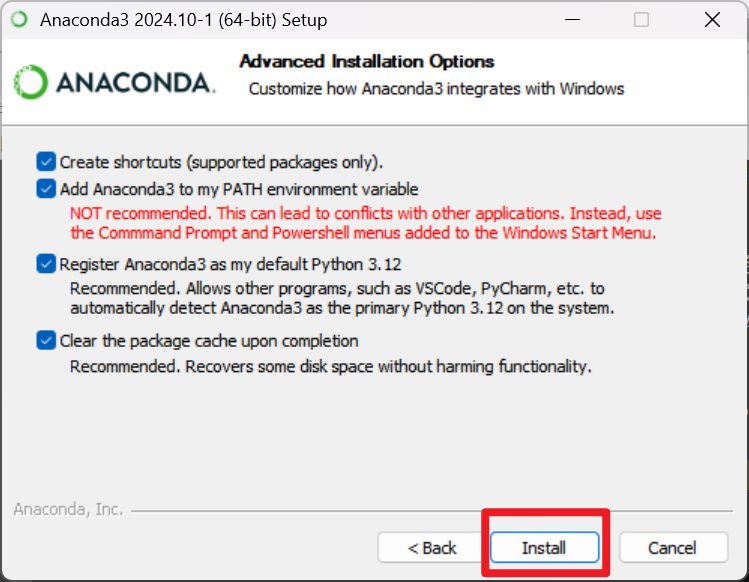 Anaconda3 2024.10-1 (64-bit) Setup
ANACONDA.
Advanced Installation Options
Customize how Anaconda3 integrates with Windows
Create shortcuts (supported packages only).
Add Anaconda3 to my PATH environment variable
NOT recommended. This can lead to conflicts with other applications. Instead, use
the Commmand Prompt and Powershell menus added to the Windows Start Menu.
Register Anaconda3 as my default Python 3.12
Recommended. Allows other programs, such as VSCode, PyCharm, etc. to
automatically detect Anaconda3 as the primary Python 3.12 on the system.
Clear the package cache upon completion
Recommended. Recovers some disk space without harming functionality.
Anaconda, Inc.
< Back
Install
Cancel